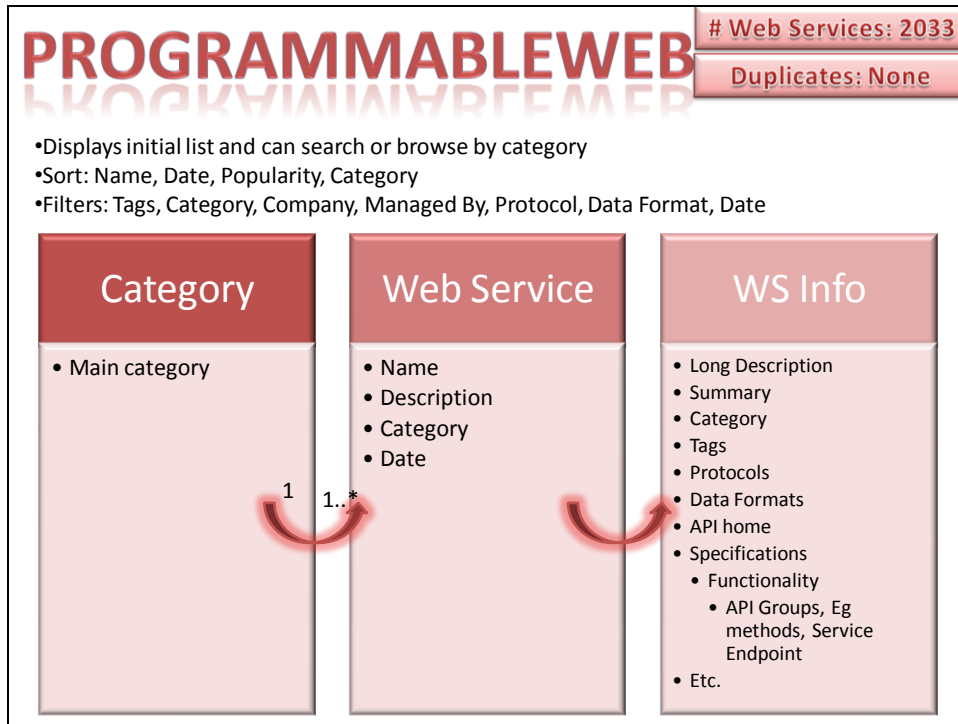 PROGRAMMABLEWEB
# Web Services: 2033
Duplicates: None
•Displays initial list and can search or browse by category
•Sort: Name, Date, Popularity, Category
•Filters: Tags, Category, Company, Managed By, Protocol, Data Format, Date
Category
• Main category
1
1..*
Web Service
• Name
• Description
• Category
• Date
WS Info
• Long Description
• Summary
• Category
• Tags
• Protocols
• Data Formats
• API home
• Specifications
• Functionality
• API Groups, Eg
methods, Service
Endpoint
• Etc.